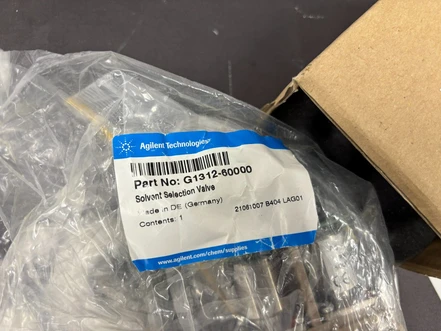 Agilent Technologies
Part No: G1312-60000
Solvent Selection Valve
Made in DE (Germany)
Contents: 1
21061007 B404 LAG01
www.agilent.com/chem/supplies